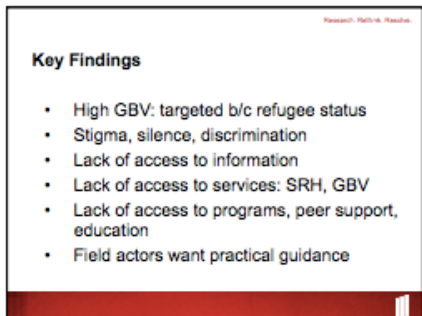 Research. Rethink. Resolve.
Key Findings
• High GBV: targeted b/c refugee status
• Stigma, silence, discrimination
• Lack of access to information
• Lack of access to services: SRH, GBV
• Lack of access to programs, peer support,
education
• Field actors want practical guidance